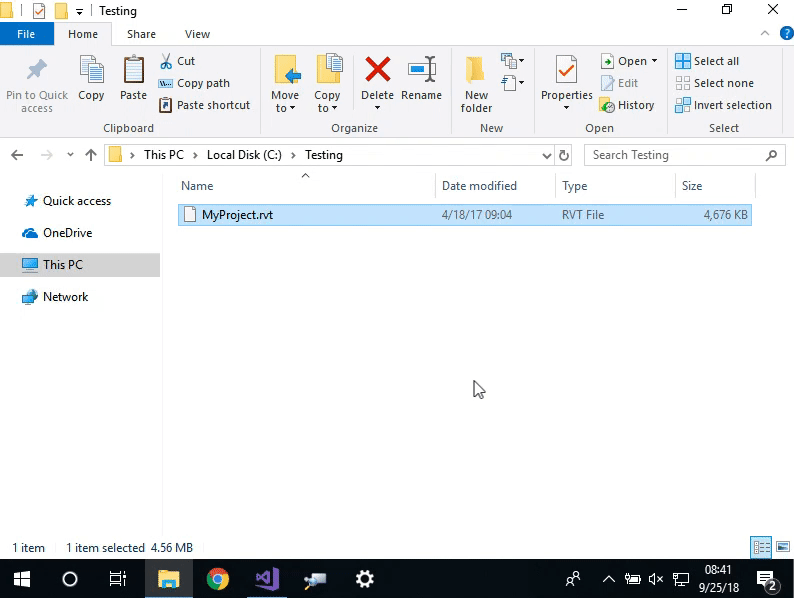 Testing
File Home Share View
Pin to Quick access
Copy
Paste
Cut
Copy path
Paste shortcut
Clipboard
Move to
Copy to
Delete
Rename
Organize
New folder
New
Properties
Open
Edit
History
Open
Select all
Select none
Invert selection
Select
This PC Local Disk (C:) Testing
Search Testing
Quick access
OneDrive
This PC
Network
Name Date modified Type Size
MyProject.rvt 4/18/17 09:04 RVT File 4,676 KB
1 item 1 item selected 4.56 MB
08:41
9/25/18
2